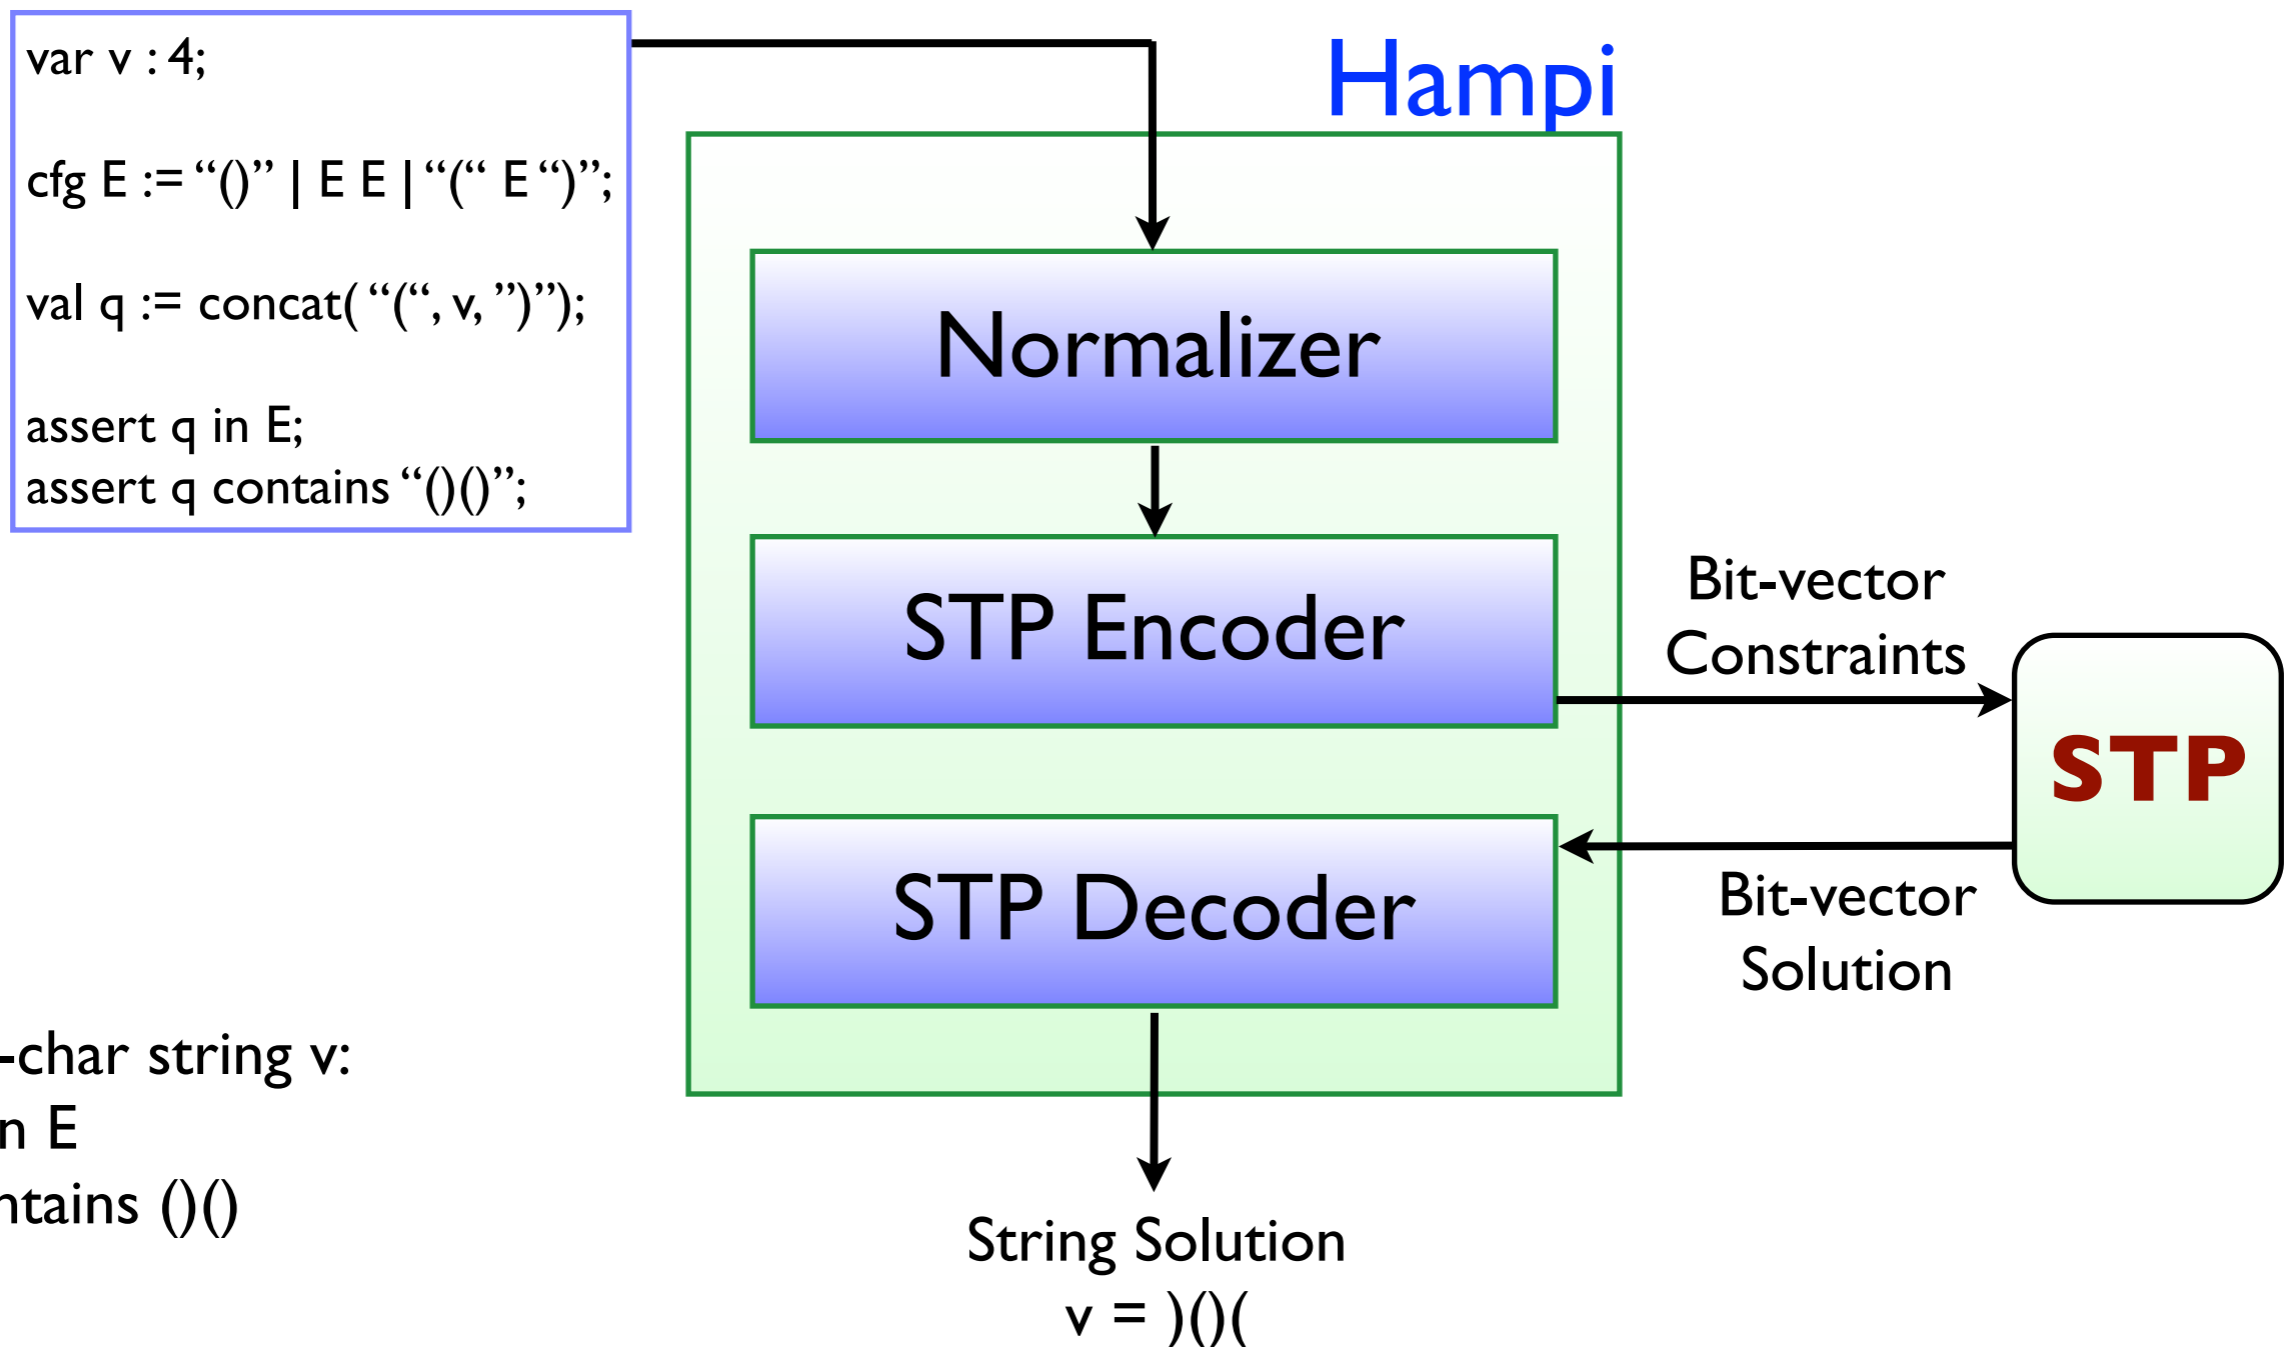 var v : 4;
cfg E := “()” | E E | “(“ E “)”;
val q := concat( “(“, v, ”)”);
assert q in E;
assert q contains “()()”;
Hampi
Normalizer
STP Encoder
STP Decoder
Bit-vector
Constraints
STP
Bit-vector
Solution
-char string v:
n E
ntains ()()
String Solution
v = )()(